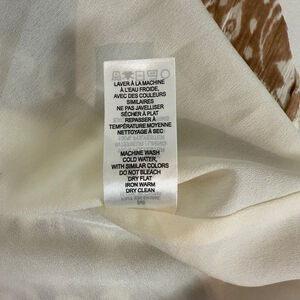 LAVER À LA MACHINE
À L'EAU FROIDE,
AVEC DES COULEURS
SIMILAIRES
NE PAS JAVELLISER
SÉCHER À PLAT
REPASSER À
TEMPÉRATURE MOYENNE
NETTOYAGE À SEC
MACHINE WASH
COLD WATER,
WITH SIMILAR COLORS
DO NOT BLEACH
DRY FLAT
IRON WARM
DRY CLEAN